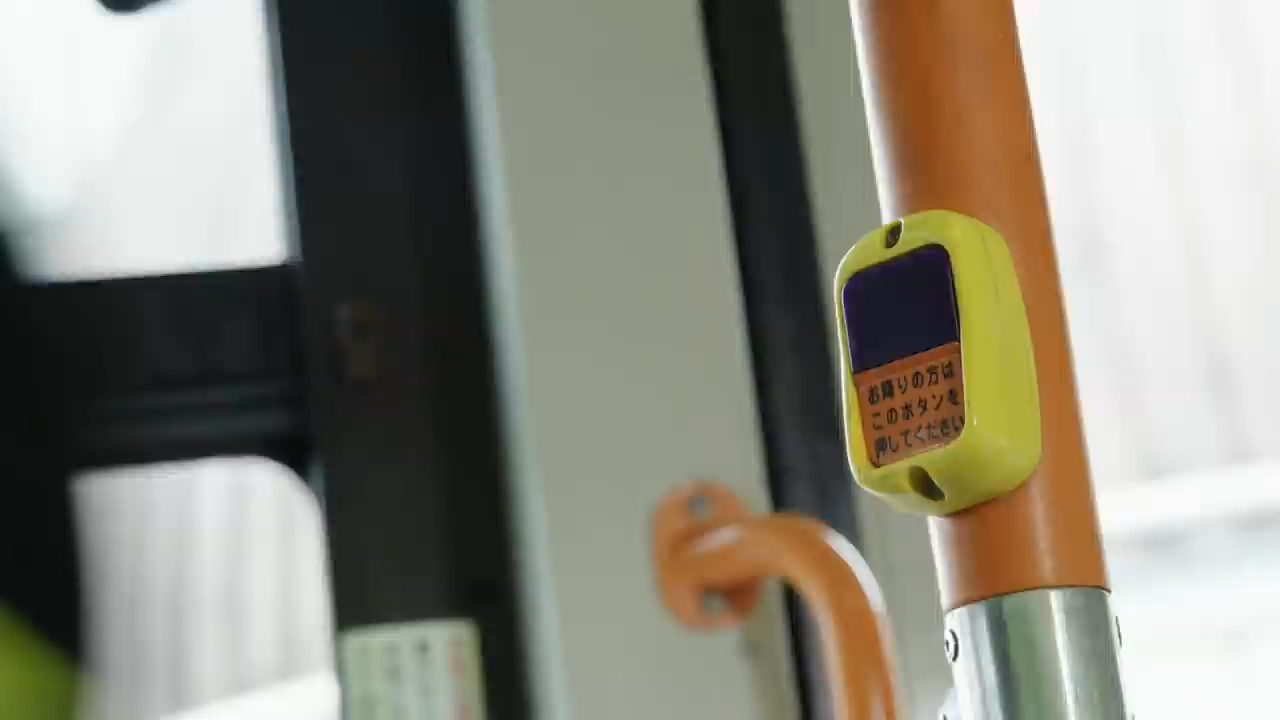 お降りの方は
このボタンを
押してください